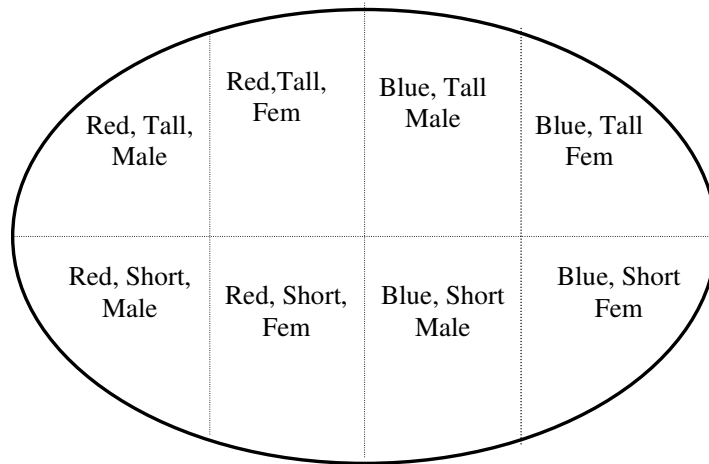 Red, Tall,
Male
Red,Tall,
Fem
Blue, Tall
Male
Blue, Tall
Fem
Red, Short,
Male
Red, Short,
Fem
Blue, Short
Male
Blue, Short
Fem